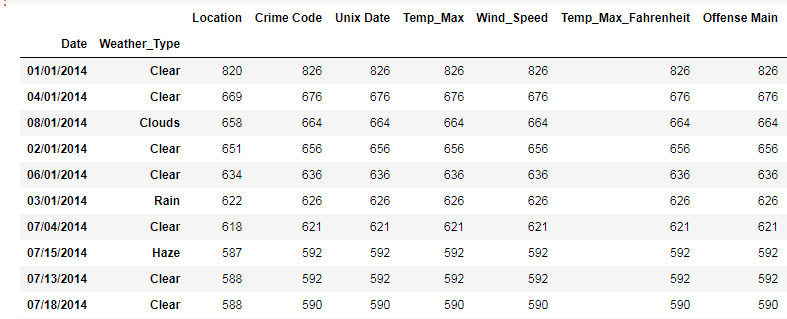 Location Crime Code Unix Date Temp_Max Wind_Speed Temp_Max_Fahrenheit Offense Main
Date Weather_Type
01/01/2014 Clear 820 826 826 826 826 826 826
04/01/2014 Clear 669 676 676 676 676 676 676
08/01/2014 Clouds 658 664 664 664 664 664 664
02/01/2014 Clear 651 656 656 656 656 656 656
06/01/2014 Clear 634 636 636 636 636 636 636
03/01/2014 Rain 622 626 626 626 626 626 626
07/04/2014 Clear 618 621 621 621 621 621 621
07/15/2014 Haze 587 592 592 592 592 592 592
07/13/2014 Clear 588 592 592 592 592 592 592
07/18/2014 Clear 588 590 590 590 590 590 590